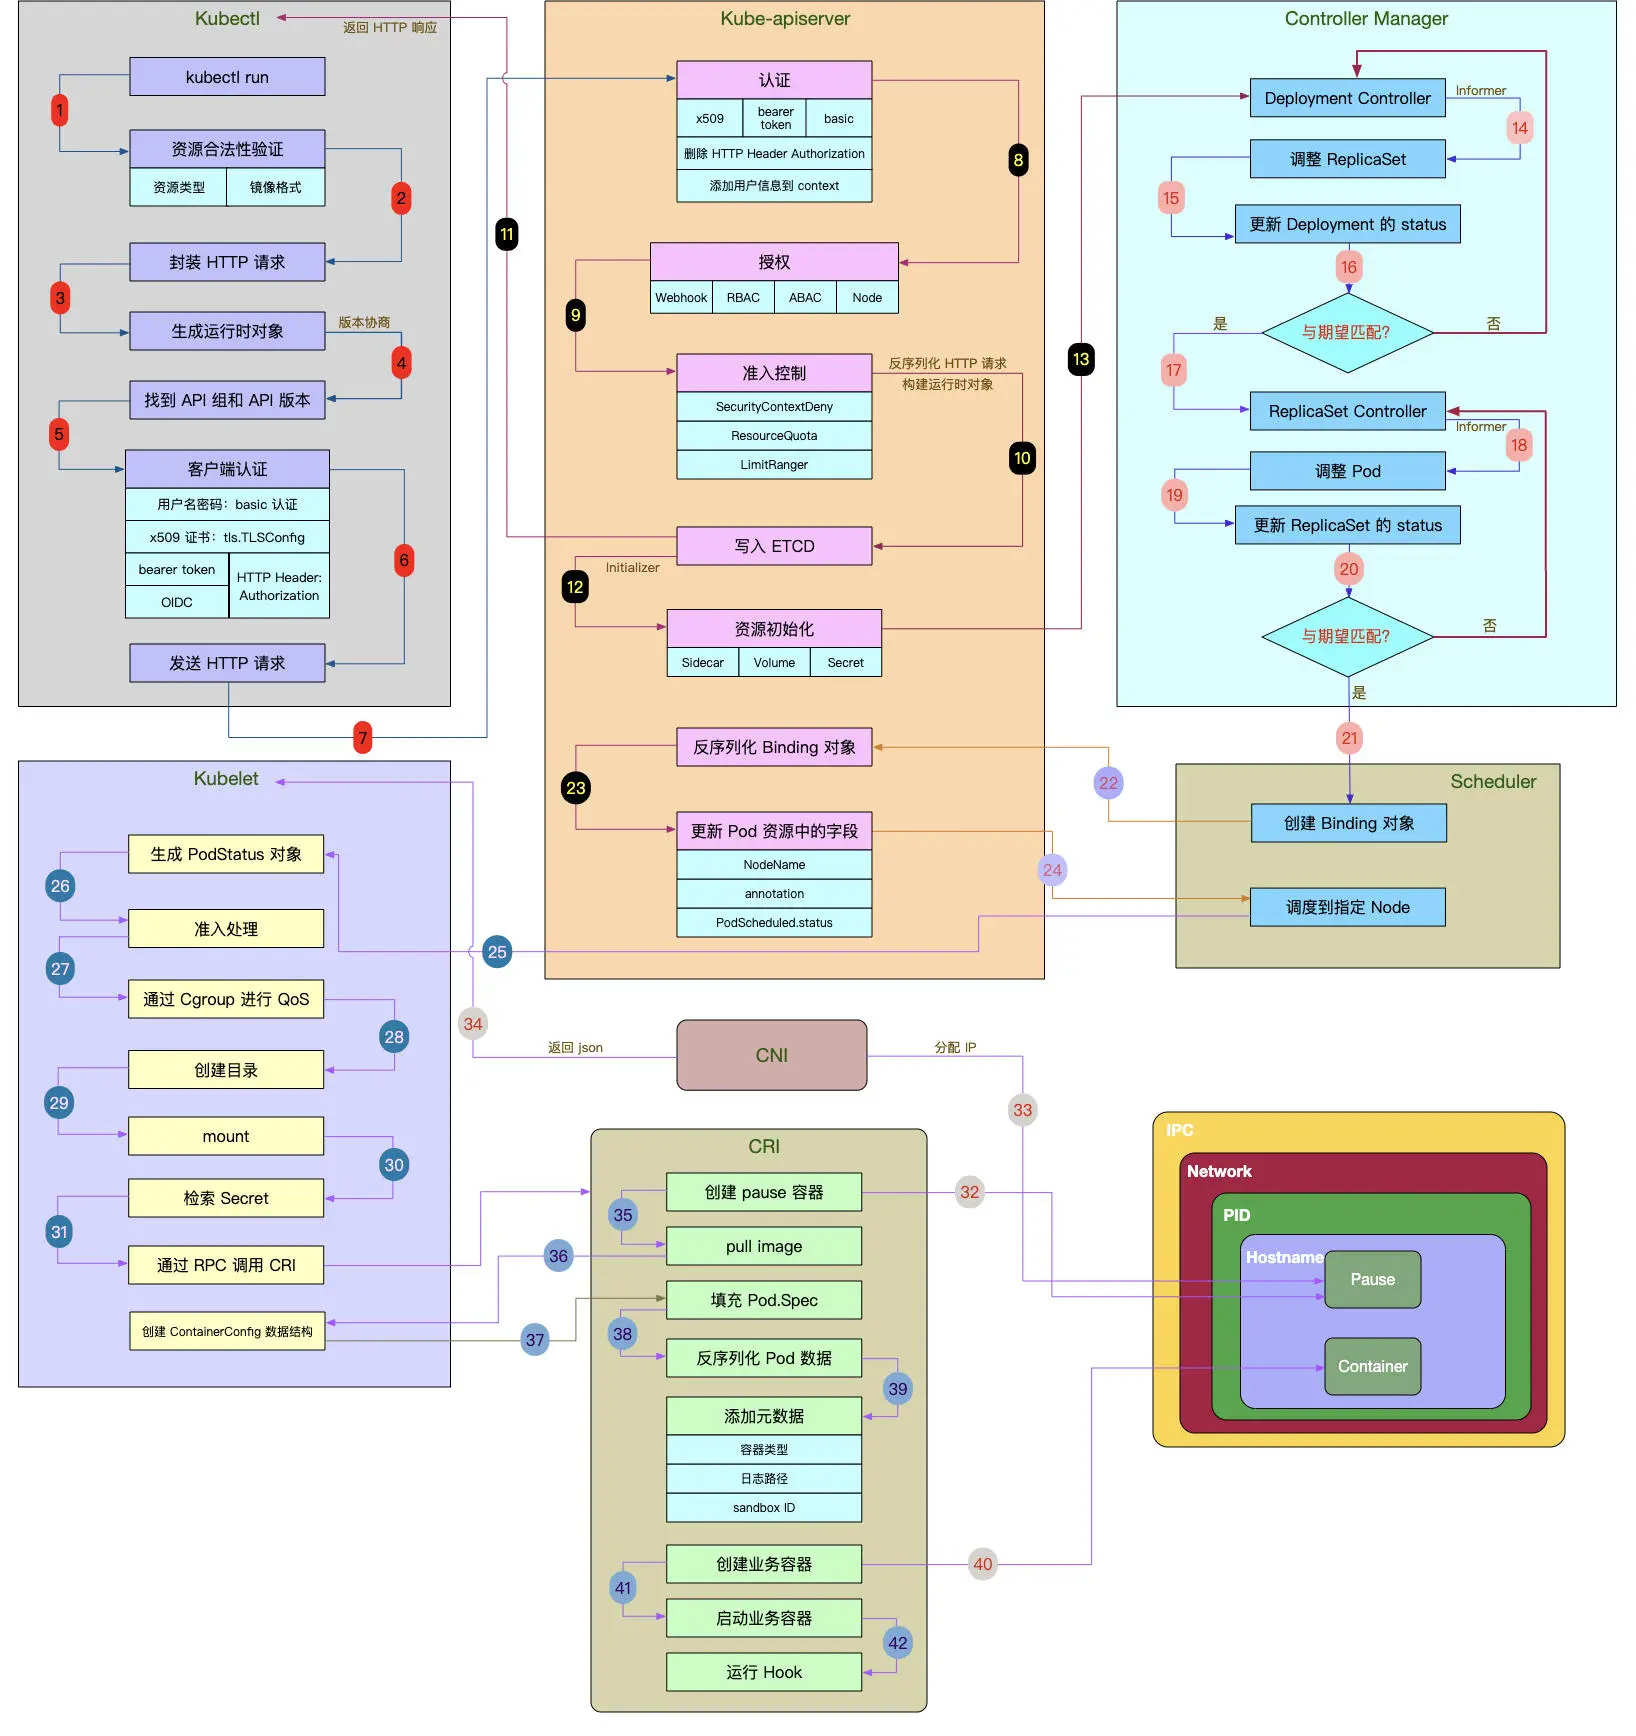 Kubectl
返回 HTTP 响应
kubectl run
1
资源合法性验证
资源类型
镜像格式
2
封装 HTTP 请求
3
生成运行时对象
版本协商
4
找到 API 组和 API 版本
5
客户端认证
用户名密码：basic 认证
x509 证书：tls.TLSConfig
bearer token
OIDC
HTTP Header:
Authorization
6
发送 HTTP 请求
7
Kube-apiserver
认证
x509
bearer
token
basic
删除 HTTP Header Authorization
添加用户信息到 context
8
11
授权
Webhook
RBAC
ABAC
Node
9
准入控制
反序列化 HTTP 请求
构建运行时对象
SecurityContextDeny
ResourceQuota
LimitRanger
10
写入 ETCD
Initializer
12
资源初始化
Sidecar
Volume
Secret
13
反序列化 Binding 对象
23
更新 Pod 资源中的字段
NodeName
annotation
PodScheduled.status
22
24
Controller Manager
Deployment Controller
Informer
14
调整 ReplicaSet
15
更新 Deployment 的 status
16
是
与期望匹配?
否
17
ReplicaSet Controller
Informer
18
调整 Pod
19
更新 ReplicaSet 的 status
20
与期望匹配?
否
是
21
Scheduler
创建 Binding 对象
调度到指定 Node
25
Kubelet
生成 PodStatus 对象
26
准入处理
27
通过 Cgroup 进行 QoS
28
创建目录
29
mount
30
检索 Secret
31
通过 RPC 调用 CRI
创建 ContainerConfig 数据结构
34
返回 json
CNI
分配 IP
33
CRI
创建 pause 容器
32
35
pull image
36
填充 Pod.Spec
37
38
反序列化 Pod 数据
39
添加元数据
容器类型
日志路径
sandbox ID
创建业务容器
40
41
启动业务容器
42
运行 Hook
IPC
Network
PID
Hostname
Pause
Container